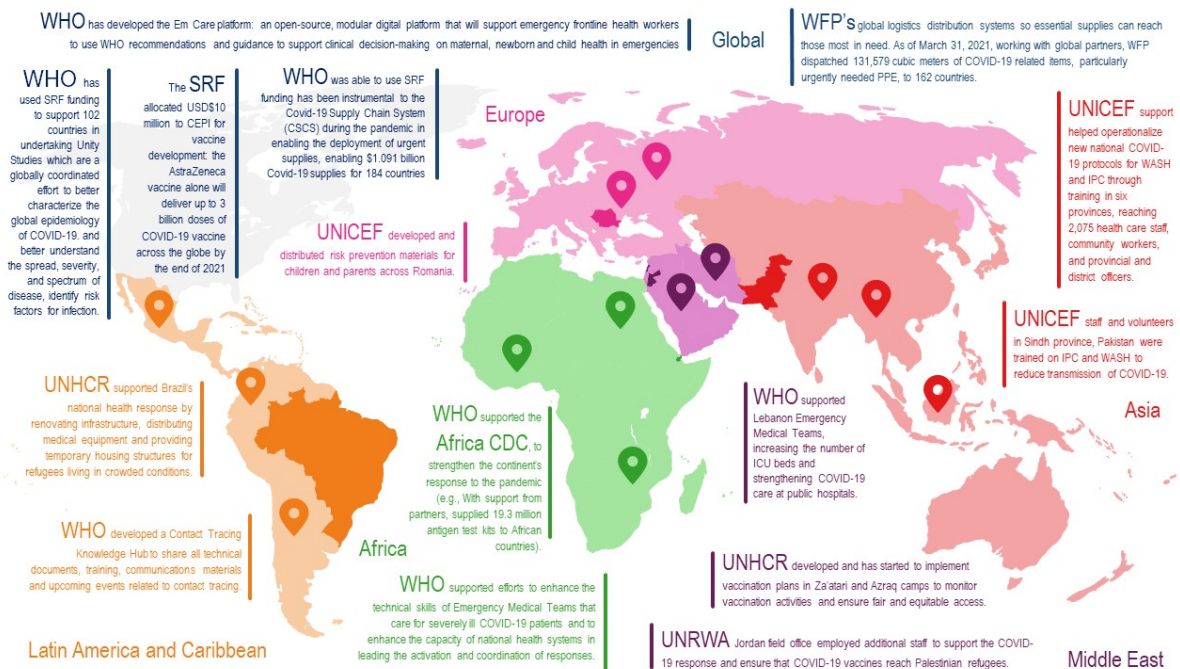 WHO has developed the Em Care platform: an open-source, modular digital platform that will support emergency frontline health workers
to use WHO recommendations and guidance to support clinical decision-making on maternal, newborn and child health in emergencies
Global
WFP's global logistics distribution systems so essential supplies can reach
those most in need. As of March 31, 2021, working with global partners, WFP
dispatched 131,579 cubic meters of COVID-19 related items, particularly
urgently needed PPE, to 162 countries.
WHO has
used SRF funding
to support 102
countries in
undertaking Unity
Studies which are a
globally coordinated
effort to better
characterize the
global epidemiology
of COVID-19. and
better understand
the spread, severity,
and spectrum of
disease, identify risk
factors for infection.
The SRF
allocated USD$10
million to CEPI for
vaccine
development: the
AstraZeneca
vaccine alone will
deliver up to 3
billion doses of
COVID-19 vaccine
across the globe by
the end of 2021
WHO was able to use SRF
funding has been instrumental to the
Covid-19 Supply Chain System
(CSCS) during the pandemic in
enabling the deployment of urgent
supplies, enabling $1.091 billion
Covid-19 supplies for 184 countries
Europe
UNICEF developed and
distributed risk prevention materials for
children and parents across Romania.
UNICEF support
helped operationalize
new national COVID-
19 protocols for WASH
and IPC through
training in six
provinces, reaching
2,075 health care staff,
community workers,
and provincial and
district officers.
UNICEF staff and volunteers
in Sindh province, Pakistan were
trained on IPC and WASH to
reduce transmission of COVID-19.
Asia
UNHCR supported Brazil's
national health response by
renovating infrastructure, distributing
medical equipment and providing
temporary housing structures for
refugees living in crowded conditions.
WHO developed a Contact Tracing
Knowledge Hub to share all technical
documents, training, communications materials
and upcoming events related to contact tracing.
Latin America and Caribbean
WHO supported the
Africa CDC, to
strengthen the continent's
response to the pandemic
(e.g., With support from
partners, supplied 19.3 million
antigen test kits to African
countries).
Africa
WHO supported efforts to enhance the
technical skills of Emergency Medical Teams that
care for severely ill COVID-19 patients and to
enhance the capacity of national health systems in
leading the activation and coordination of responses.
WHO supported
Lebanon Emergency
Medical Teams,
increasing the number of
ICU beds and
strengthening COVID-19
care at public hospitals.
UNHCR developed and has started to implement
vaccination plans in Za'atari and Azraq camps to monitor
vaccination activities and ensure fair and equitable access.
UNRWA Jordan field office employed additional staff to support the COVID-
19 response and ensure that COVID-19 vaccines reach Palestinian refugees.
Middle East